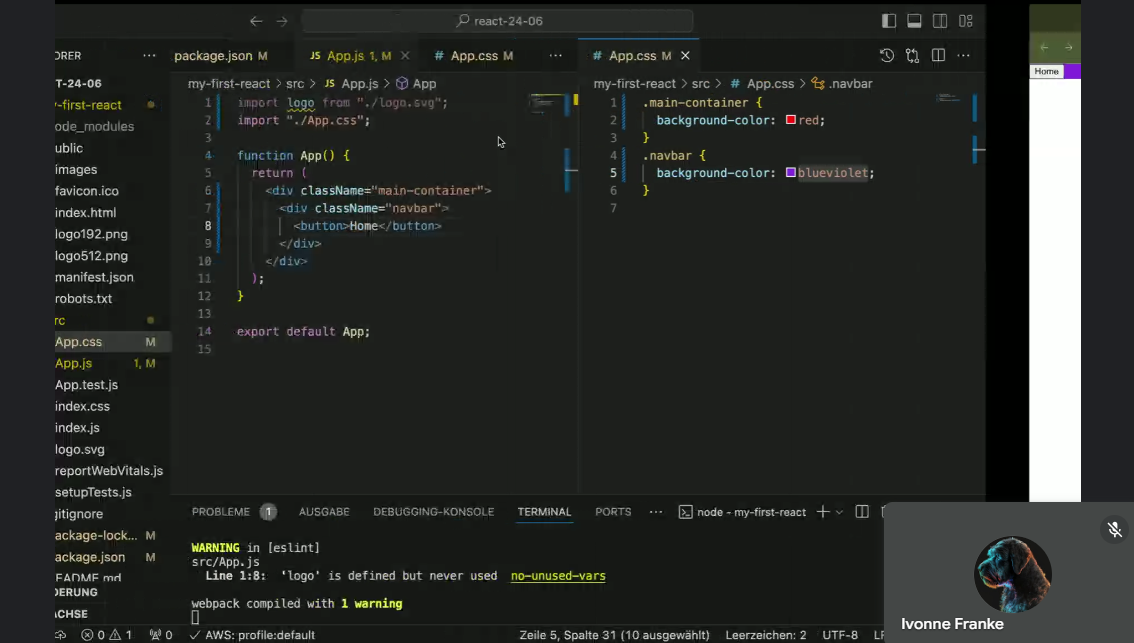 react-24-06
ORER
package.json M
JS App.js 1, M
# App.css M
# App.css M
T-24-06
my-first-react > src > JS App.js > App
my-first-react > src > # App.css > .navbar
y-first-react
ode_modules
ublic
images
favicon.ico
index.html
logo192.png
logo512.png
manifest.json
robots.txt
rc
App.css M
App.js 1, M
App.test.js
index.css
index.js
logo.svg
reportWebVitals.js
setupTests.js
gitignore
ackage-lock... M
ackage.json M
README.md
DERUNG
ACHSE
1 import logo from "./logo.svg";
2 import "./App.css";
3
4 function App() {
5 return (
6 <div className="main-container">
7 <div className="navbar">
8 <button>Home</button>
9 </div>
10 </div>
11 );
12 }
13
14 export default App;
15
1 .main-container {
2 background-color: red;
3 }
4 .navbar {
5 background-color: blueviolet;
6 }
7
Home
PROBLEME 1 AUSGABE DEBUGGING-KONSOLE TERMINAL PORTS
node - my-first-react
WARNING in [eslint]
src/App.js
Line 1:8: 'logo' is defined but never used no-unused-vars
webpack compiled with 1 warning
0 1 0 AWS: profile:default
Zeile 5, Spalte 31 (10 ausgewählt) Leerzeichen: 2 UTF-8
Ivonne Franke